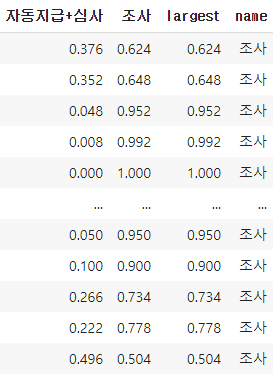 자동지급+심사 조사 largest name
0.376 0.624 0.624 조사
0.352 0.648 0.648 조사
0.048 0.952 0.952 조사
0.008 0.992 0.992 조사
0.000 1.000 1.000 조사
... ... ... ...
0.050 0.950 0.950 조사
0.100 0.900 0.900 조사
0.266 0.734 0.734 조사
0.222 0.778 0.778 조사
0.496 0.504 0.504 조사